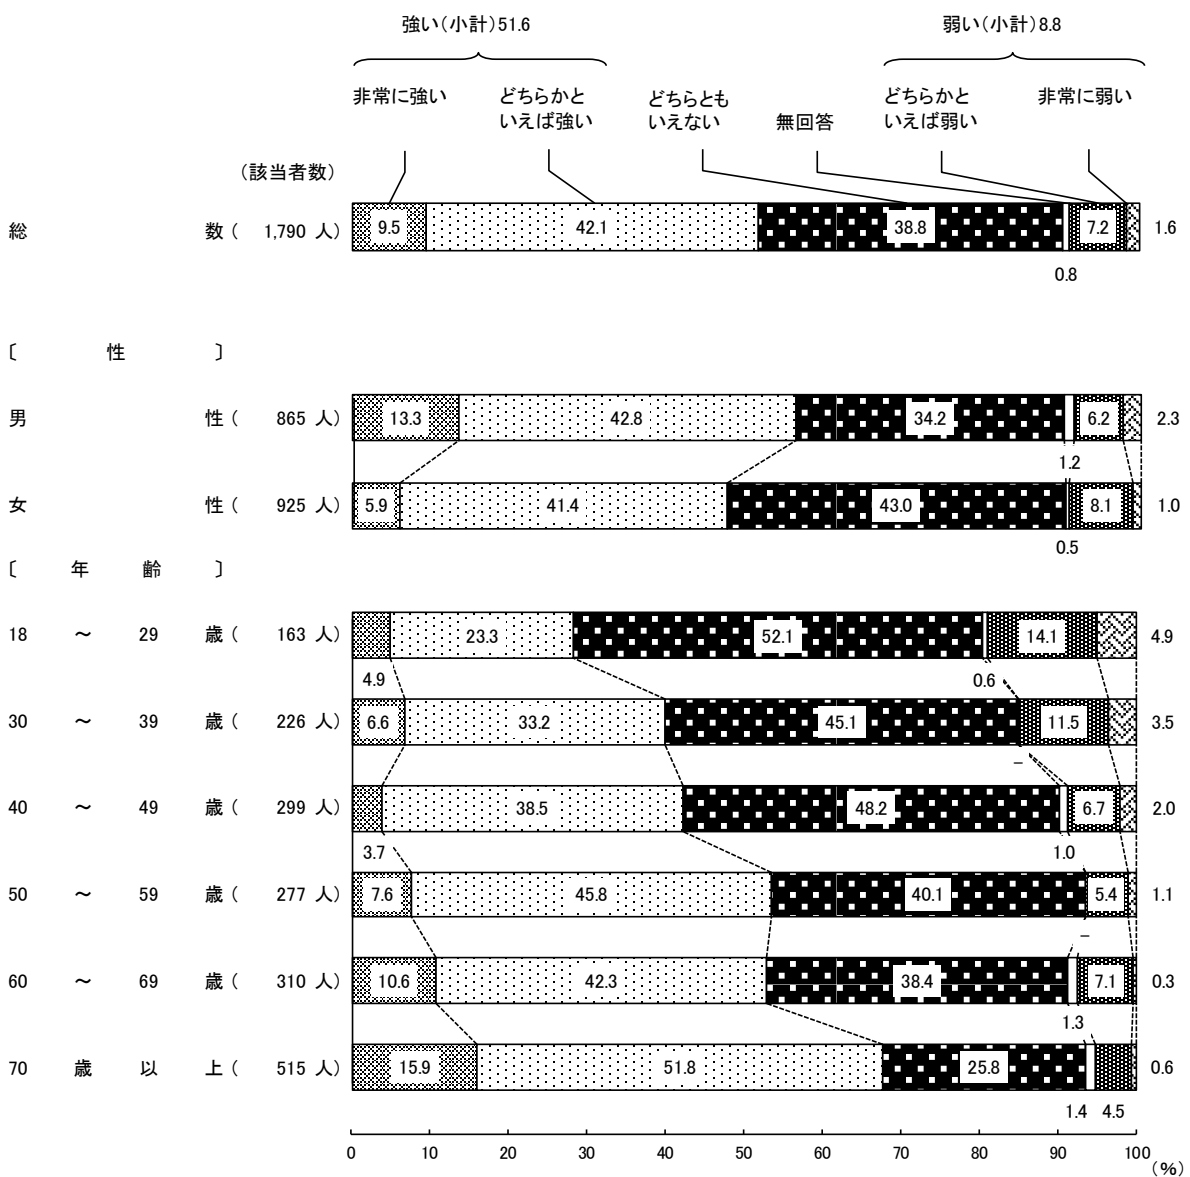 強い（小計）51.6　弱い（小計）8.8
非常に強い　どちらかと　どちらとも　無回答　どちらかと　非常に弱い
いえば強い　いえない　いえば弱い
（該当者数）
総　数（　1,790 人）　9.5　42.1　38.8　7.2　1.6
0.8
〔　性　〕
男　性（　865 人）　13.3　42.8　34.2　6.2　2.3
1.2
女　性（　925 人）　5.9　41.4　43.0　8.1　1.0
0.5
〔　年　齢　〕
18　～　29　歳（　163 人）　23.3　52.1　14.1　4.9
4.9　0.6
30　～　39　歳（　226 人）　6.6　33.2　45.1　11.5　3.5
－
40　～　49　歳（　299 人）　38.5　48.2　6.7　2.0
3.7　1.0
50　～　59　歳（　277 人）　7.6　45.8　40.1　5.4　1.1
－
60　～　69　歳（　310 人）　10.6　42.3　38.4　7.1　0.3
1.3
70　歳　以　上（　515 人）　15.9　51.8　25.8　0.6
1.4　4.5
0　10　20　30　40　50　60　70　80　90　100
（％）